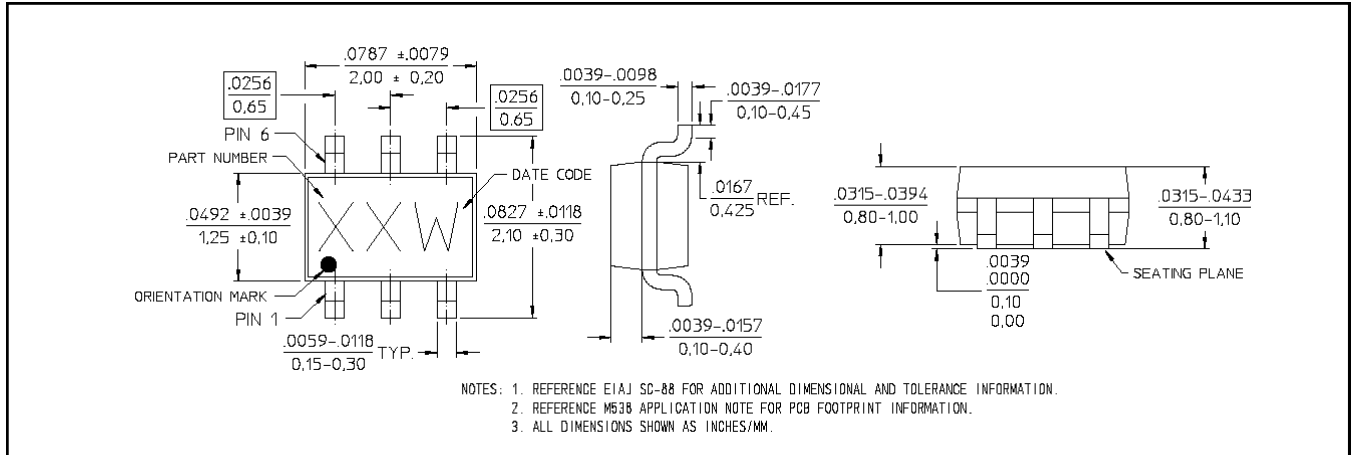 .0787 ±.0079
2,00 ± 0,20
.0256
0,65
.0256
0.65
PIN 6
PART NUMBER
DATE CODE
.0492 ±.0039
1,25 ±0,10
XXW
.0827 ±.0118
2,10 ±0,30
ORIENTATION MARK
PIN 1
.0059-.0118
0,15-0,30
TYP.
.0039-.0098
0,10-0,25
.0039-.0177
0,10-0,45
.0167
0,425
REF.
.0039-.0157
0,10-0,40
.0315-.0394
0,80-1,00
.0315-.0433
0,80-1,10
.0039
.0000
0,10
0,00
SEATING PLANE
NOTES: 1. REFERENCE EIAJ SC-88 FOR ADDITIONAL DIMENSIONAL AND TOLERANCE INFORMATION.
2. REFERENCE M538 APPLICATION NOTE FOR PCB FOOTPRINT INFORMATION.
3. ALL DIMENSIONS SHOWN AS INCHES/MM.